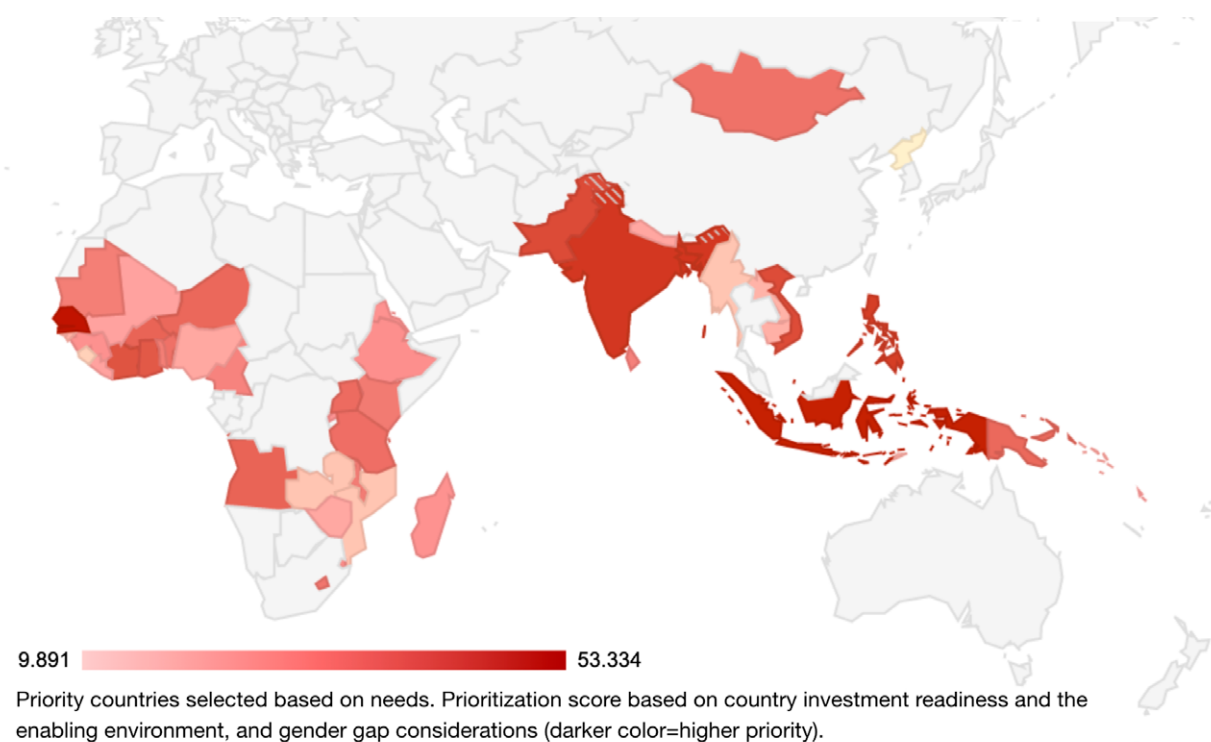 9.891 53.334
Priority countries selected based on needs. Prioritization score based on country investment readiness and the
enabling environment, and gender gap considerations (darker color=higher priority).